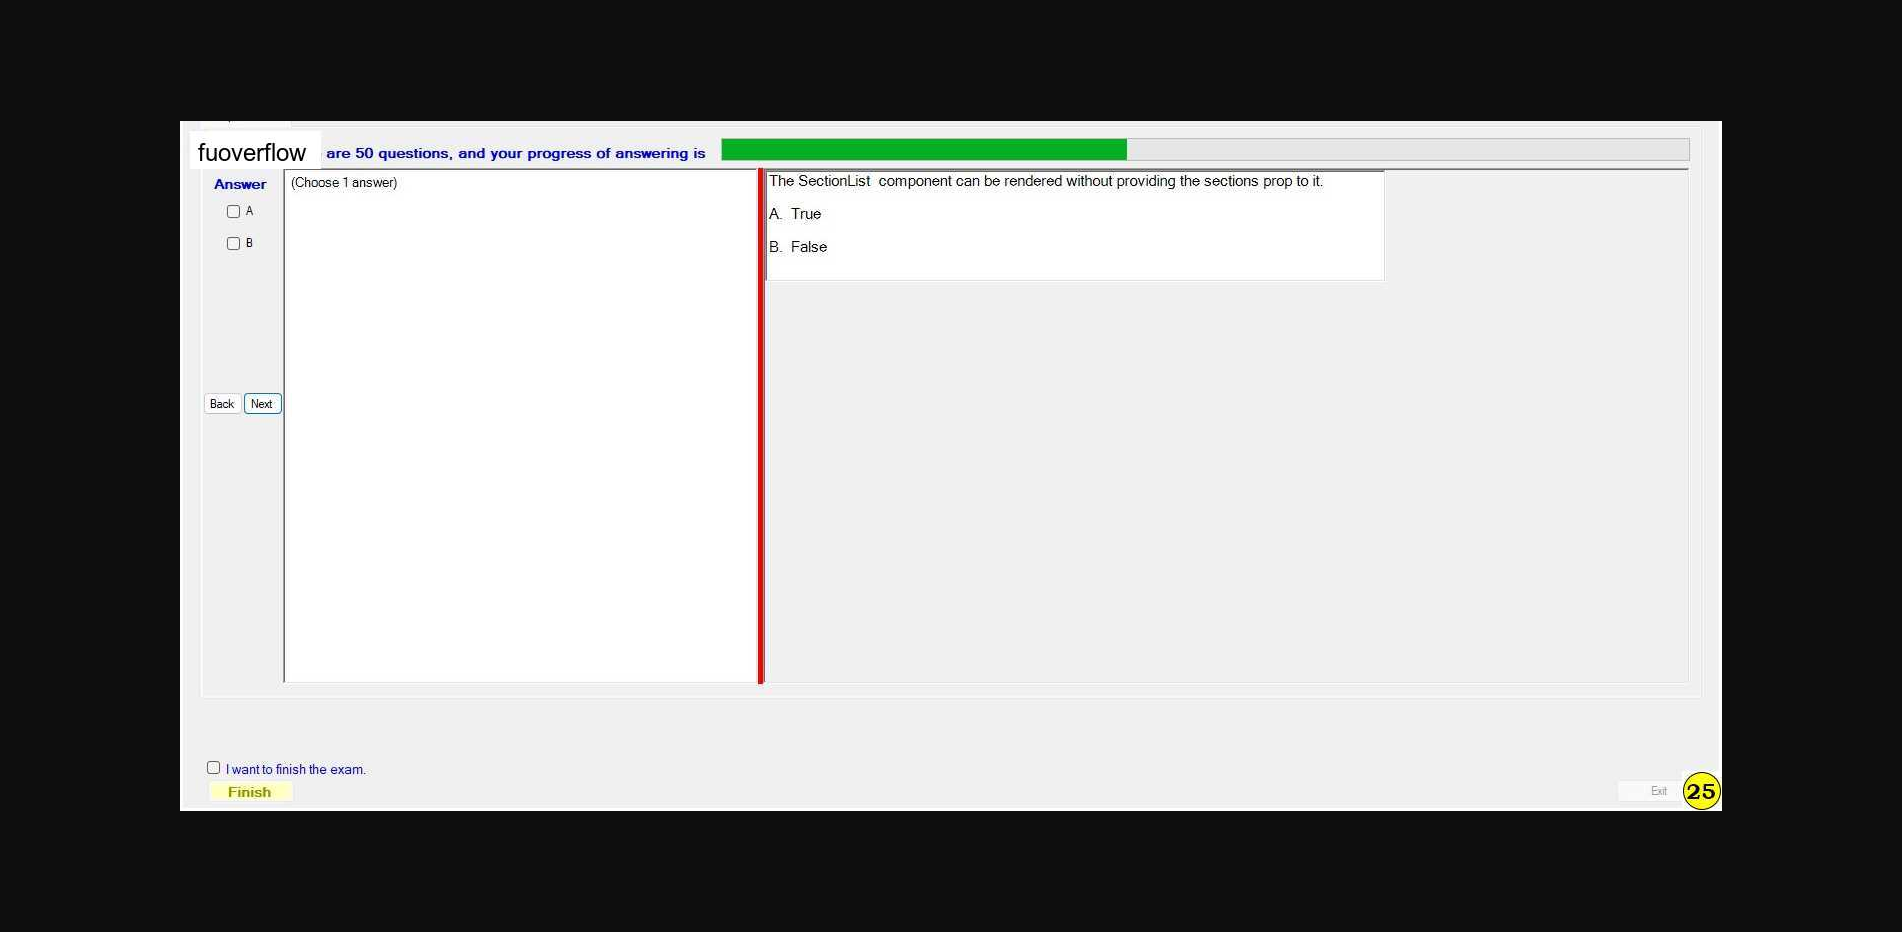 fuoverflow are 50 questions, and your progress of answering is
Answer
(Choose 1 answer)
A
B
The SectionList  component can be rendered without providing the sections prop to it.
A.  True
B.  False
Back
Next
I want to finish the exam.
Finish
Exit
25